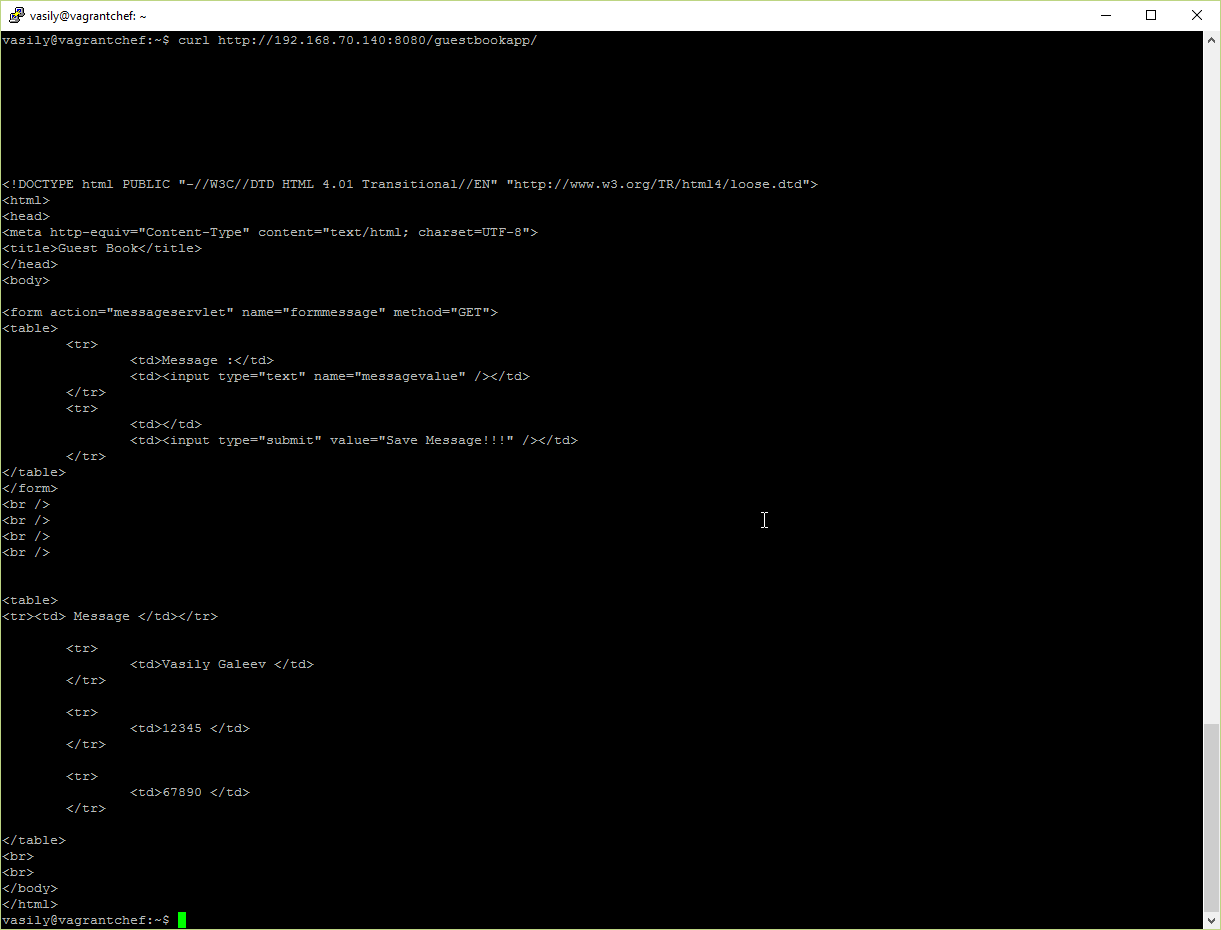 vasily@vagrantchef: ~
vasily@vagrantchef:~$ curl http://192.168.70.140:8080/guestbookapp/
<!DOCTYPE html PUBLIC "-//W3C//DTD HTML 4.01 Transitional//EN" "http://www.w3.org/TR/html4/loose.dtd">
<html>
<head>
<meta http-equiv="Content-Type" content="text/html; charset=UTF-8">
<title>Guest Book</title>
</head>
<body>
<form action="messageservlet" name="formmessage" method="GET">
<table>
<tr>
<td>Message :</td>
<td><input type="text" name="messagevalue" /></td>
</tr>
<tr>
<td></td>
<td><input type="submit" value="Save Message!!!" /></td>
</tr>
</table>
</form>
<br />
<br />
<br />
<br />
<table>
<tr><td> Message </td></tr>
<tr>
<td>Vasily Galeev </td>
</tr>
<tr>
<td>12345 </td>
</tr>
<tr>
<td>67890 </td>
</tr>
</table>
<br>
<br>
</body>
</html>
vasily@vagrantchef:~$